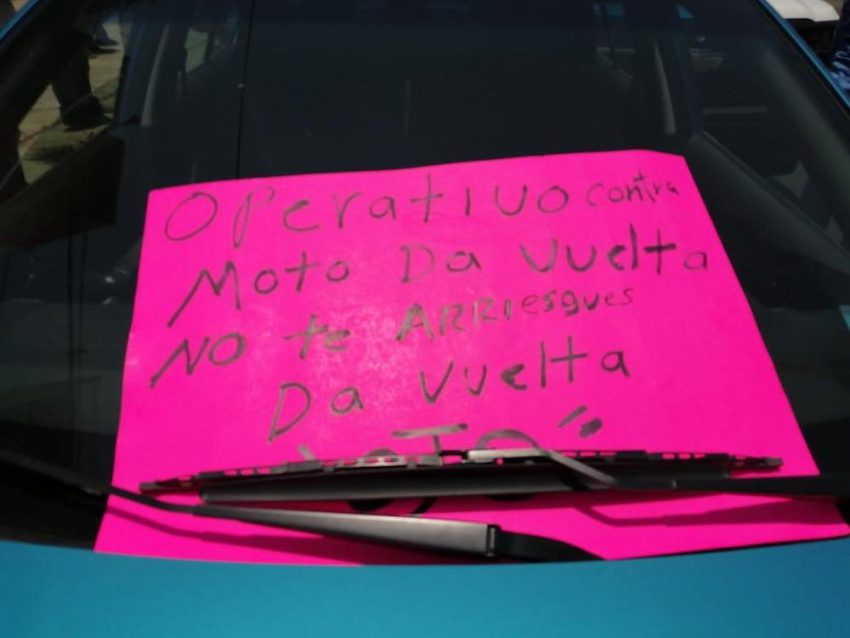 Operativo contra
Moto Da Vuelta
NO te ARRIesgues
Da Vuelta